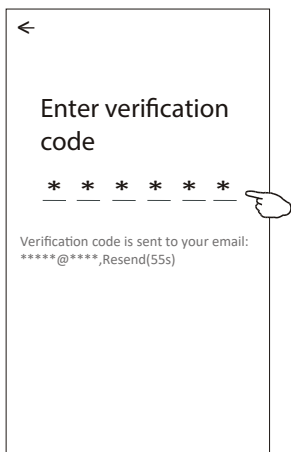 Enter verification
code
* * * * * *
Verification code is sent to your email:
*****@****,Resend(55s)